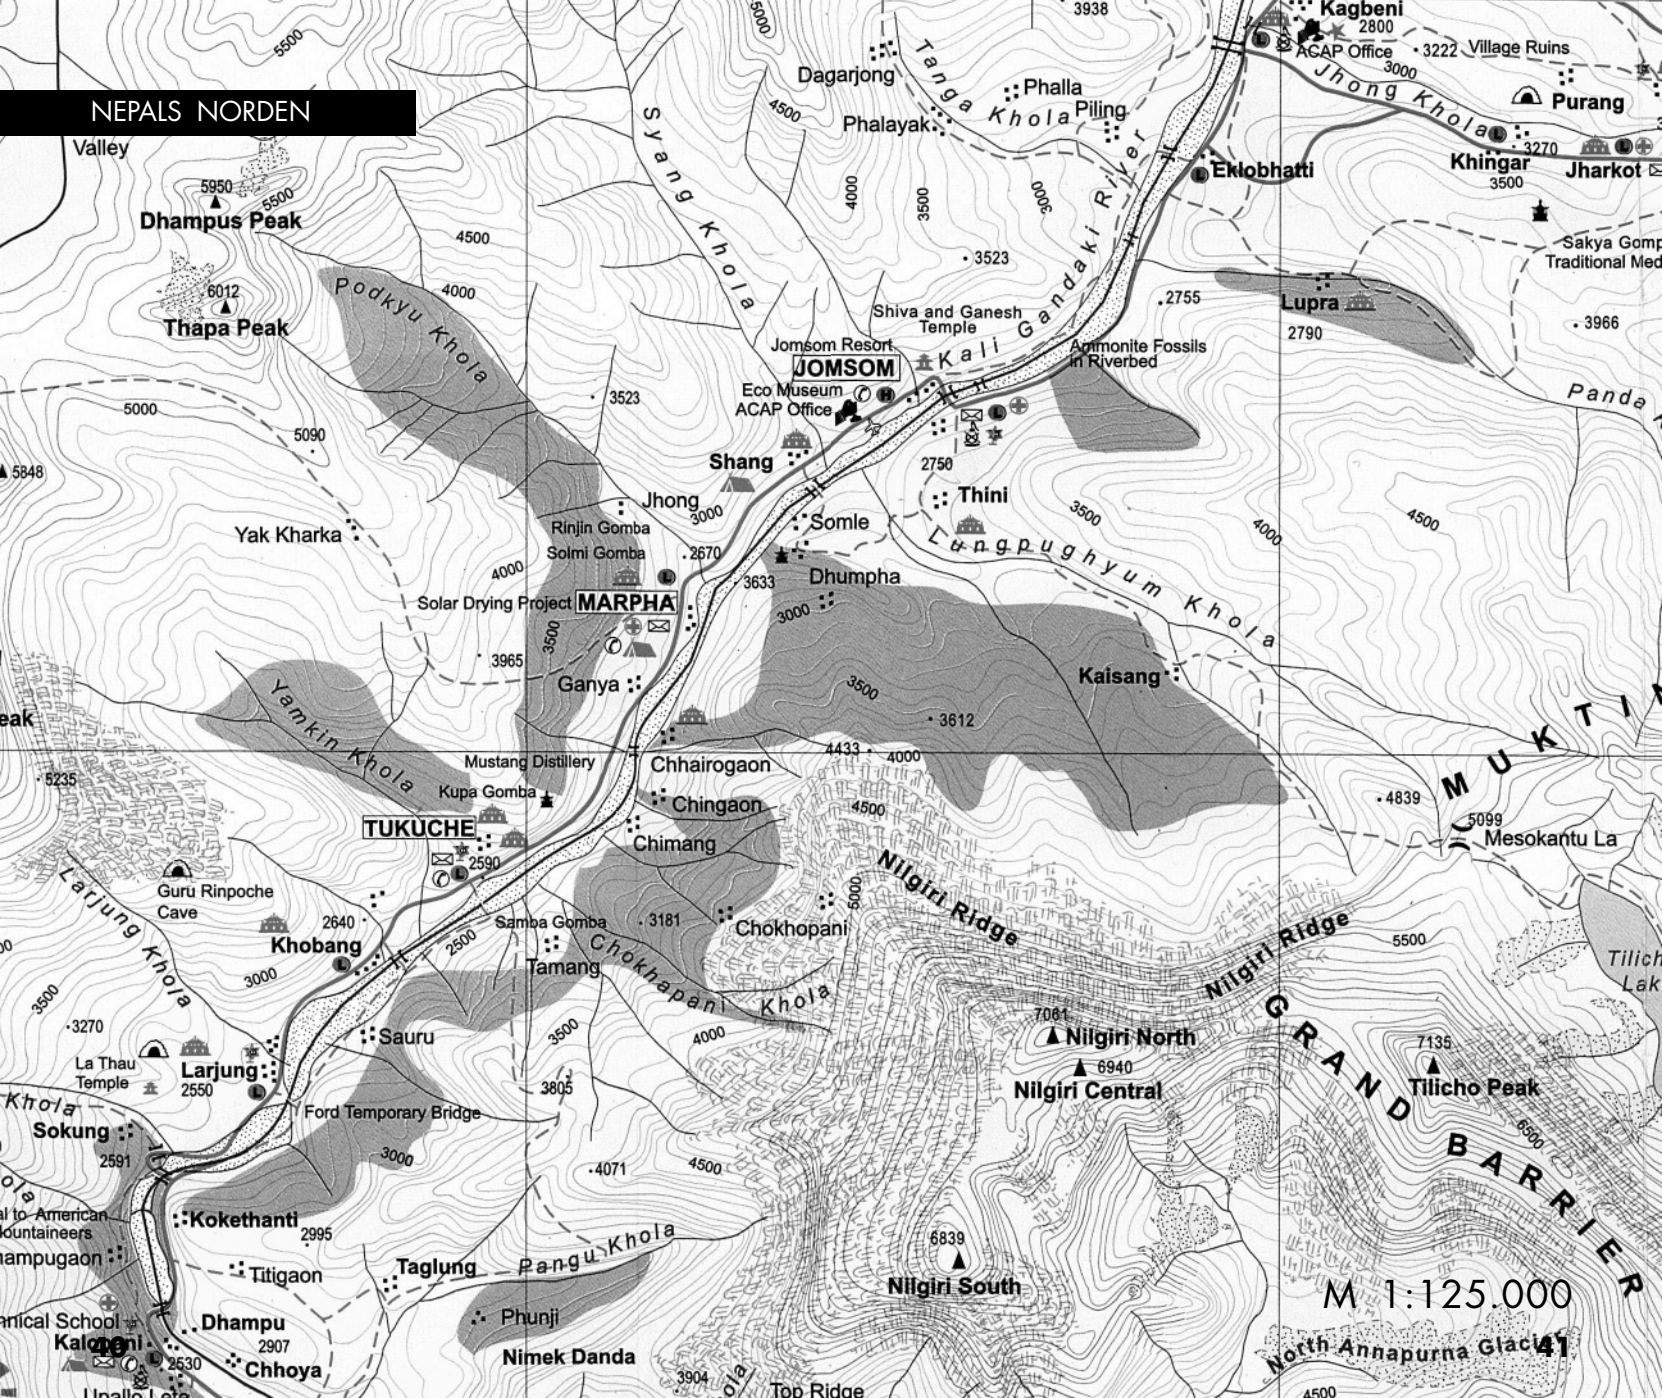 NEPALS NORDEN
Valley
5500
5000
3938
Kagbeni
2800
ACAP Office
3222
Village Ruins
3000
Jhong Khola
Purang
Khingar
3270
3500
Jharkot
Sakya
Traditional
Dagarjong
Tanga Khola
Phalla
Piling
Phalayak
4500
Syang Khola
4000
3500
3000
Eklobhatti
5950
Dhampus Peak
5500
4500
6012
Thapa Peak
4000
Podkyu Khola
3523
Kali Gandaki River
2755
Lupra
2790
3966
Shiva and Ganesh
Temple
Jomsom Resort
JOMSOM
Eco Museum
ACAP Office
Ammonite Fossils
in Riverbed
Panda
5000
5090
3523
5848
Shang
2750
Thini
3500
4000
4500
Yak Kharka
Jhong
3000
Rinjin Gomba
Solmi Gomba
2670
Somle
Lungpughyum Khola
4000
3633
Dhumpha
Solar Drying Project
MARPHA
3000
3500
3965
Ganya
Kaisang
3500
3612
Yamkin Khola
4433
4000
5235
Mustang Distillery
Chhairogaon
Kupa Gomba
Chingaon
4500
4839
MUKTIN
5099
Mesokantu La
TUKUCHE
2590
Chimang
Nilgiri Ridge
5000
Guru Rinpoche
Cave
Larjung Khola
2640
Khobang
2500
Samba Gomba
3181
Chokhopani
Tamang
Chokhapani Khola
Nilgiri Ridge
5500
Tilich
Lak
3000
3500
3270
3500
4000
7061
Nilgiri North
6940
Nilgiri Central
GRAND BARRIER
7135
Tilicho Peak
6500
Sauru
La Thau
Temple
Larjung
2550
3805
Ford Temporary Bridge
Khola
Sokung
2591
3000
4071
4500
Kokethanti
2995
Titigaon
Taglung
Pangu Khola
6839
Nilgiri South
M 1:125.000
Phunji
Dhampu
2907
Chhoya
Nimek Danda
2530
40
North Annapurna
41
3904
Top Ridge
4500